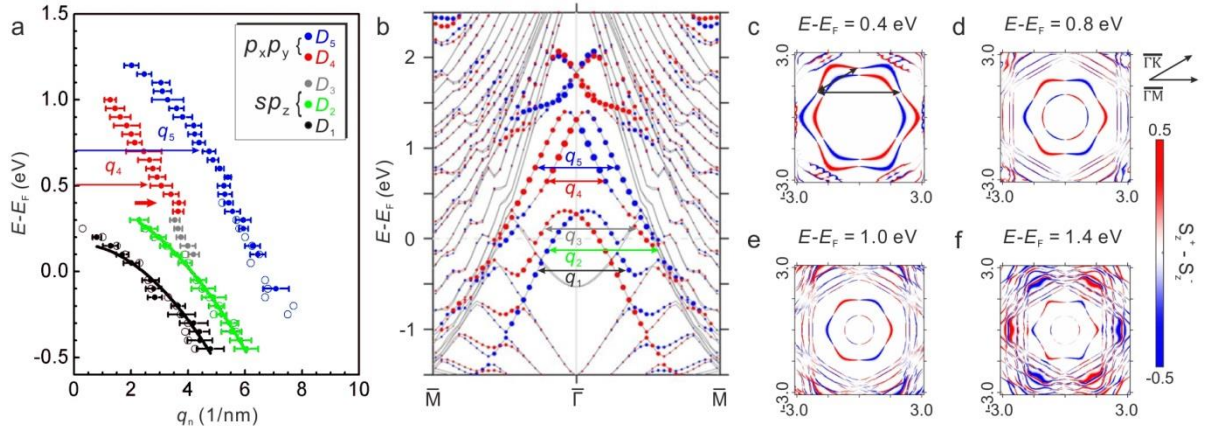 a
1.5
1.0
0.5
0.0
-0.5
E-E_F (eV)
0 2 4 6 8 10
q_n (1/nm)
p_xp_y { D_5
D_4
D_3
sp_z { D_2
D_1
q_5
q_4
b
Γ̄
2
1
0
-1
E-E_F (eV)
q_5
q_4
q_3
q_2
q_1
M̄ Γ̄ M̄
c
E-E_F = 0.4 eV
3.0
-3.0 3.0
d
E-E_F = 0.8 eV
3.0
-3.0 3.0
Γ̄K̄
Γ̄M̄
e
E-E_F = 1.0 eV
3.0
-3.0 3.0
f
E-E_F = 1.4 eV
3.0
-3.0 3.0
0.5
S_z^+ - S_z^-
-0.5